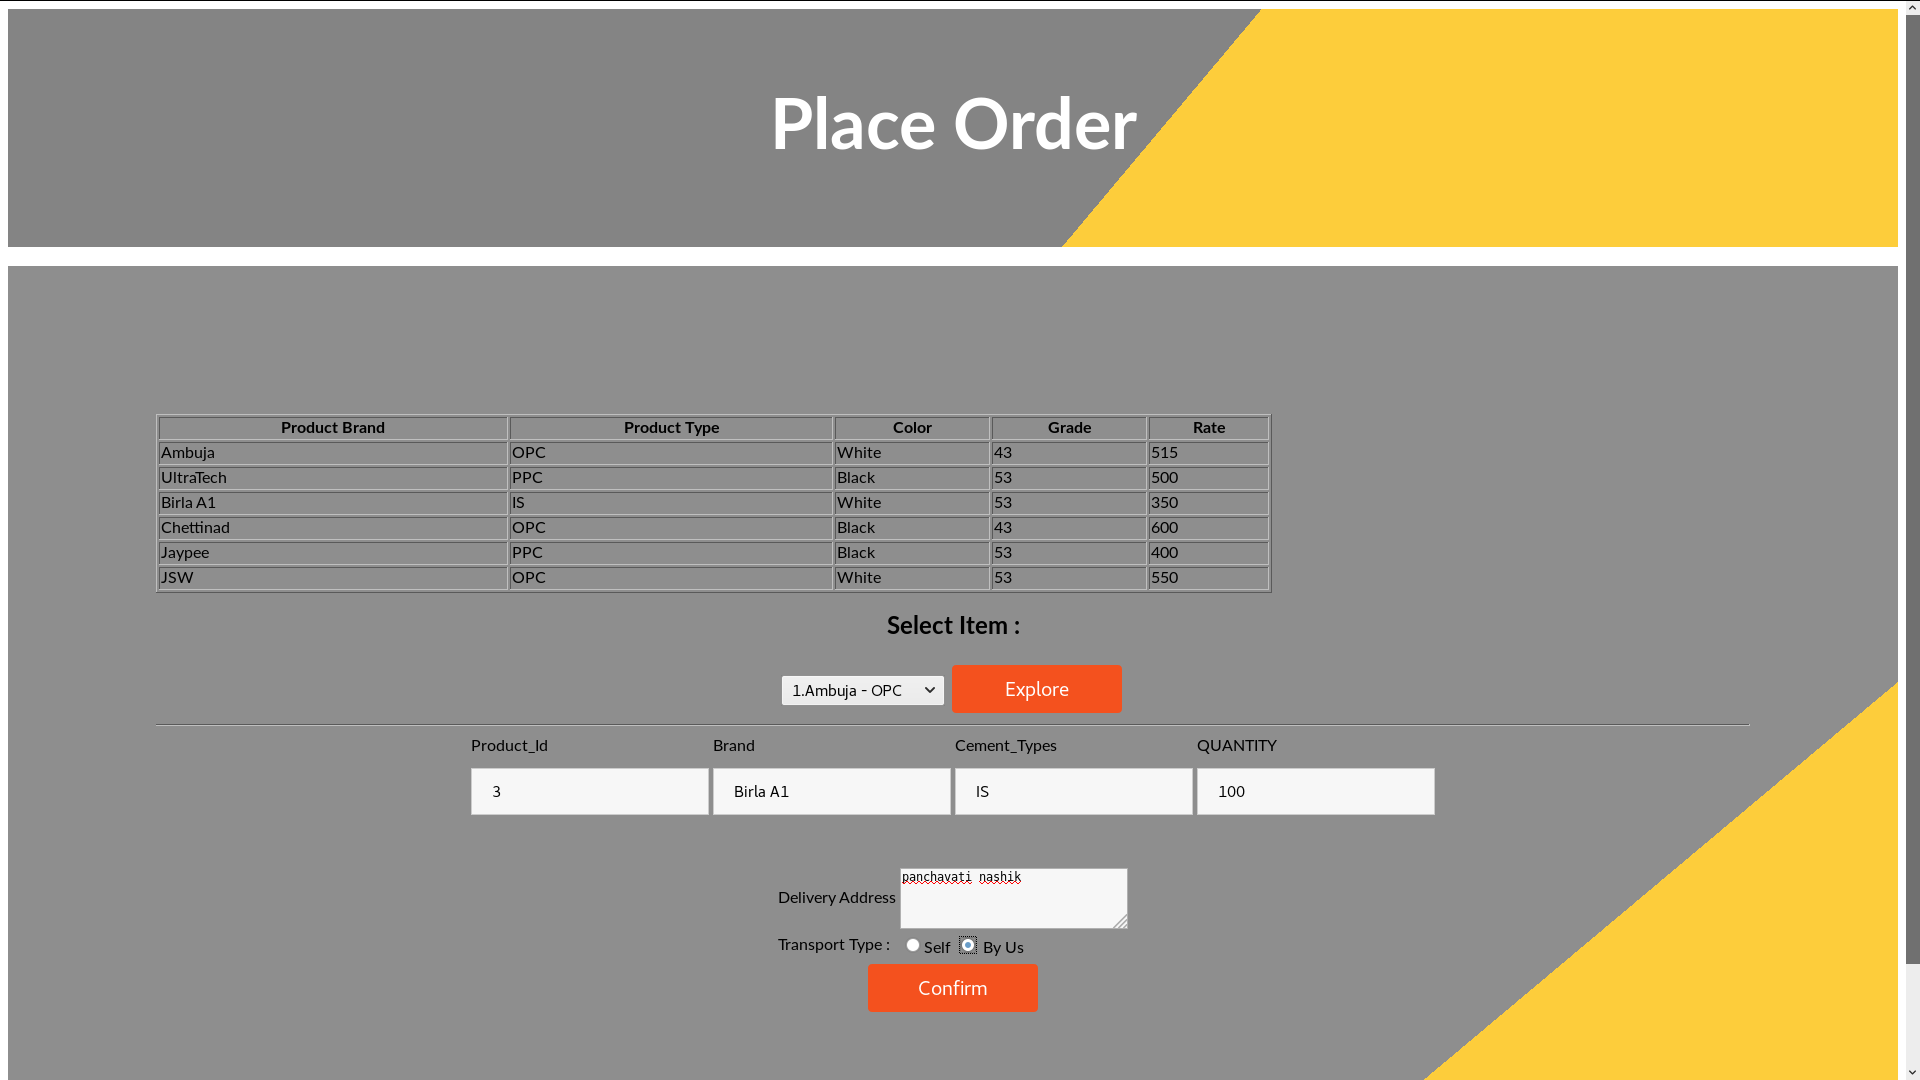 Place Order
Product Brand Product Type Color Grade Rate
Ambuja OPC White 43 515
UltraTech PPC Black 53 500
Birla A1 IS White 53 350
Chettinad OPC Black 43 600
Jaypee PPC Black 53 400
JSW OPC White 53 550
Select Item :
1.Ambuja - OPC Explore
Product_Id Brand Cement_Types QUANTITY
3 Birla A1 IS 100
panchavati nashik
Delivery Address
Transport Type : Self By Us
Confirm